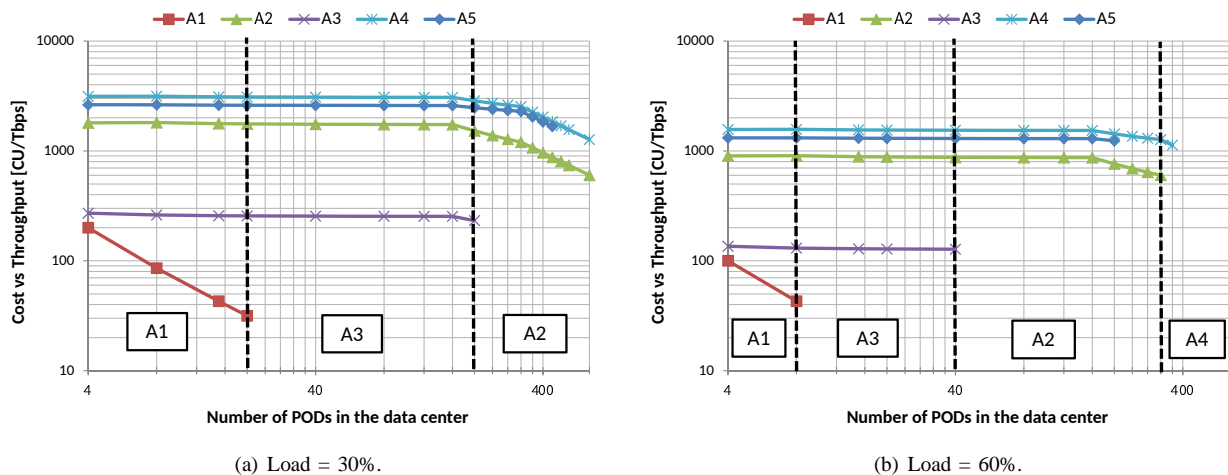 A1 A2 A3 A4 A5
10000
1000
100
10
Cost vs Throughput [CU/Tbps]
A1
A3
A2
4
40
400
Number of PODs in the data center
(a) Load = 30%.
A1 A2 A3 A4 A5
10000
1000
100
10
Cost vs Throughput [CU/Tbps]
A1
A3
A2
A4
4
40
400
Number of PODs in the data center
(b) Load = 60%.